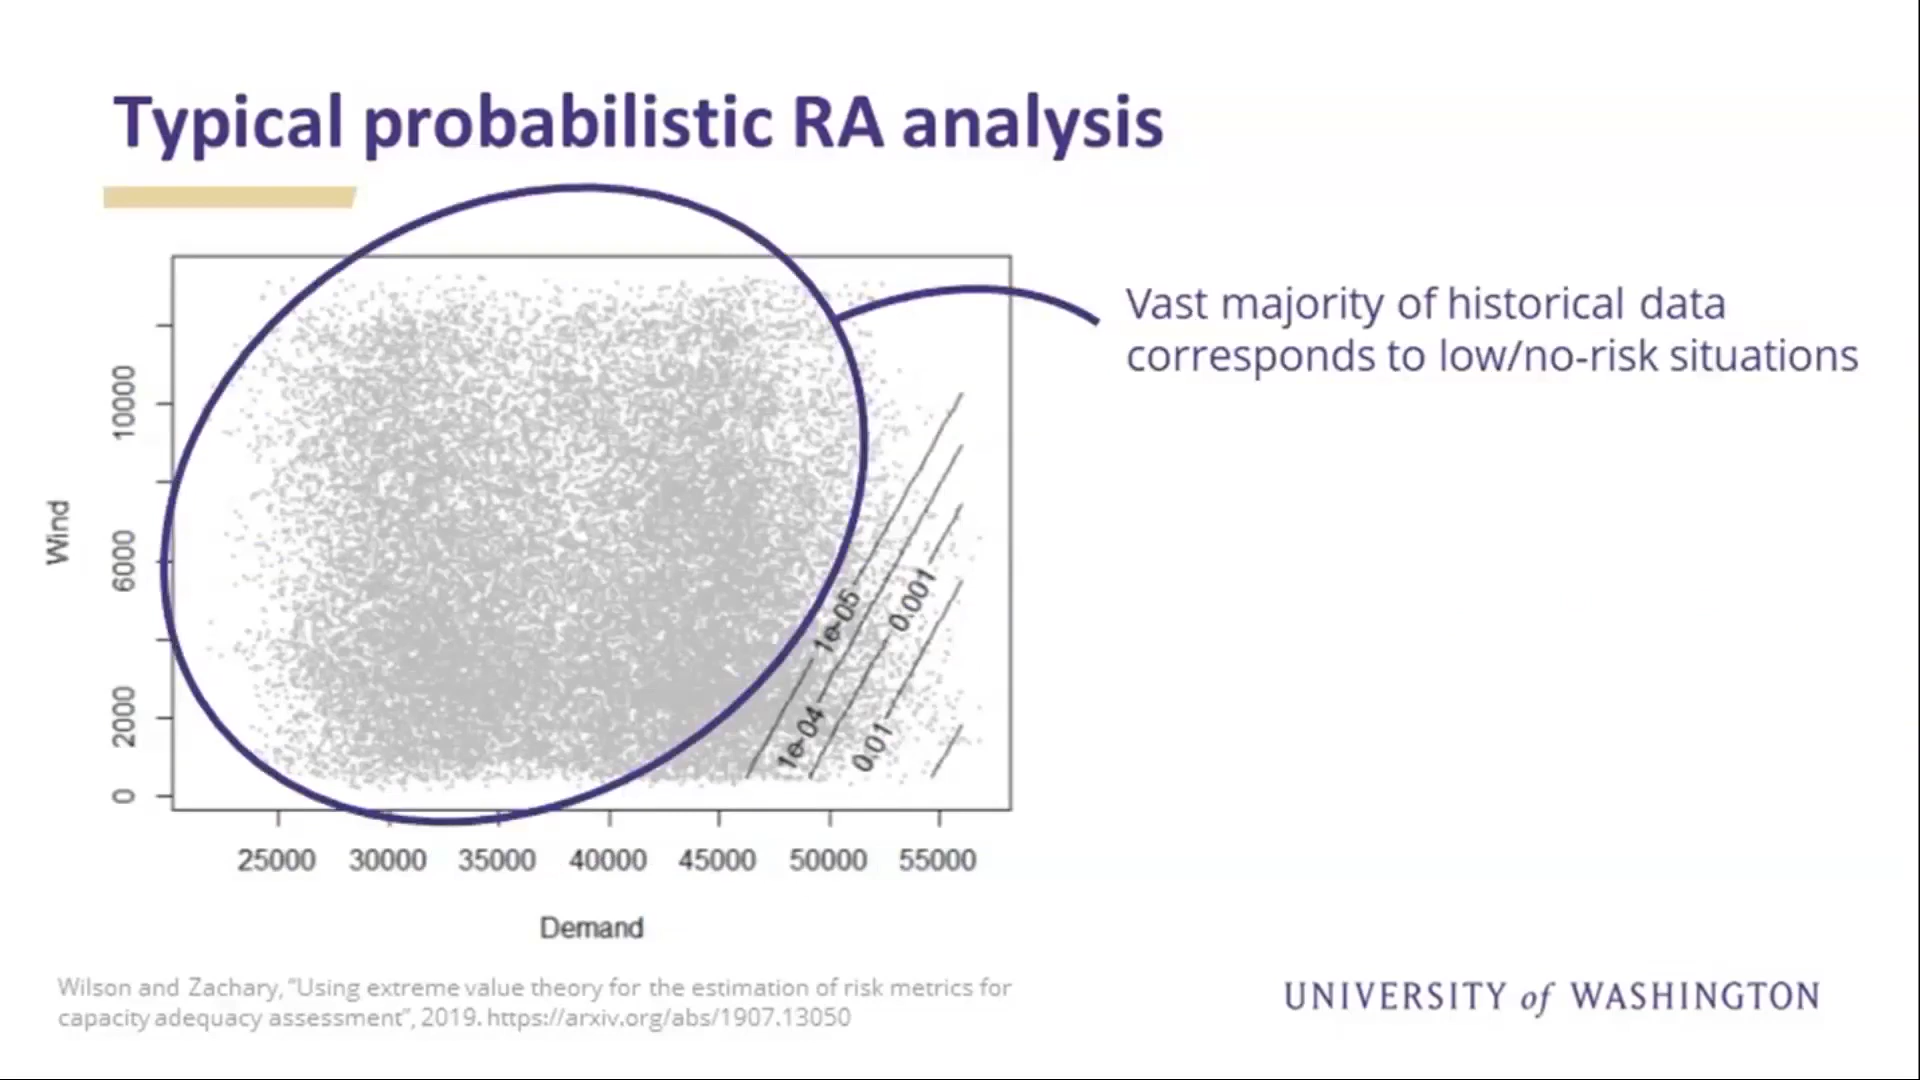 Typical probabilistic RA analysis
Vast majority of historical data
corresponds to low/no-risk situations
Wind
10000
6000
2000
0
1e-05
0.001
1e-04
0.01
25000 30000 35000 40000 45000 50000 55000
Demand
Wilson and Zachary, “Using extreme value theory for the estimation of risk metrics for
capacity adequacy assessment”, 2019. https://arxiv.org/abs/1907.13050
UNIVERSITY of WASHINGTON